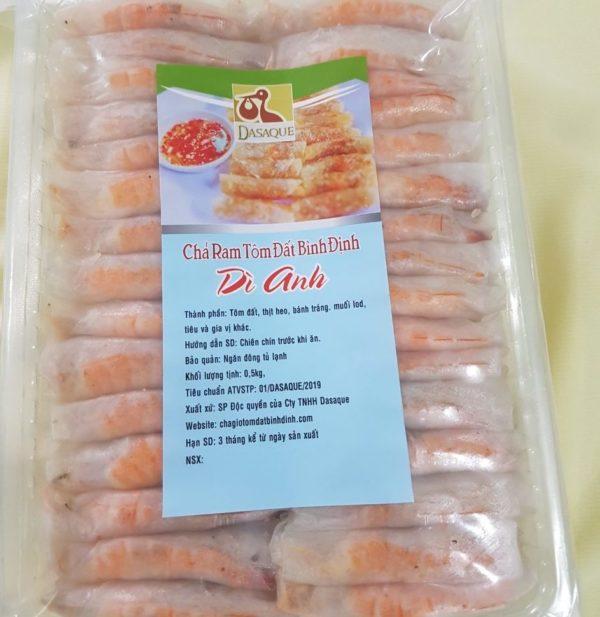 DASAQUE
Chả Ram Tôm Đất Bình Định
Dì Anh
Thành phần: Tôm đất, thịt heo, bánh tráng, muối Iod,
tiêu và gia vị khác.
Hướng dẫn SD: Chiên chín trước khi ăn.
Bảo quản: Ngăn đông tủ lạnh
Khối lượng tịnh: 0,5kg,
Tiêu chuẩn ATVSTP: 01/DASAQUE/2019
Xuất xứ: SP Độc quyền của Cty TNHH Dasaque
Website: chagiotomdatbinhdinh.com
Hạn SD: 3 tháng kể từ ngày sản xuất
NSX: